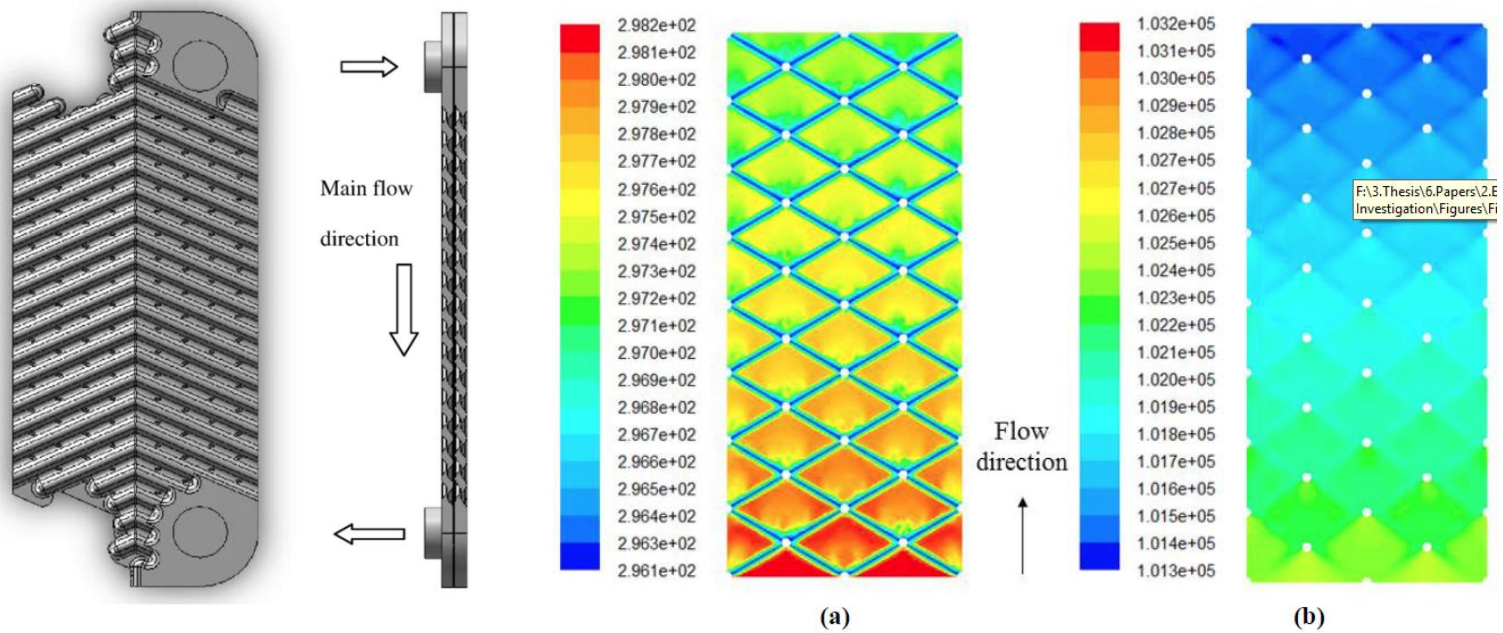 Main flow
direction
2.982e+02
2.981e+02
2.980e+02
2.979e+02
2.978e+02
2.977e+02
2.976e+02
2.975e+02
2.974e+02
2.973e+02
2.972e+02
2.971e+02
2.970e+02
2.969e+02
2.968e+02
2.967e+02
2.966e+02
2.965e+02
2.964e+02
2.963e+02
2.961e+02
(a)
Flow
direction
1.032e+05
1.031e+05
1.030e+05
1.029e+05
1.028e+05
1.027e+05
1.027e+05
1.026e+05
1.025e+05
1.024e+05
1.023e+05
1.022e+05
1.021e+05
1.020e+05
1.019e+05
1.018e+05
1.017e+05
1.016e+05
1.015e+05
1.014e+05
1.013e+05
F:\3.Thesis\6.Papers\2.E
Investigation\Figures\Fi
(b)